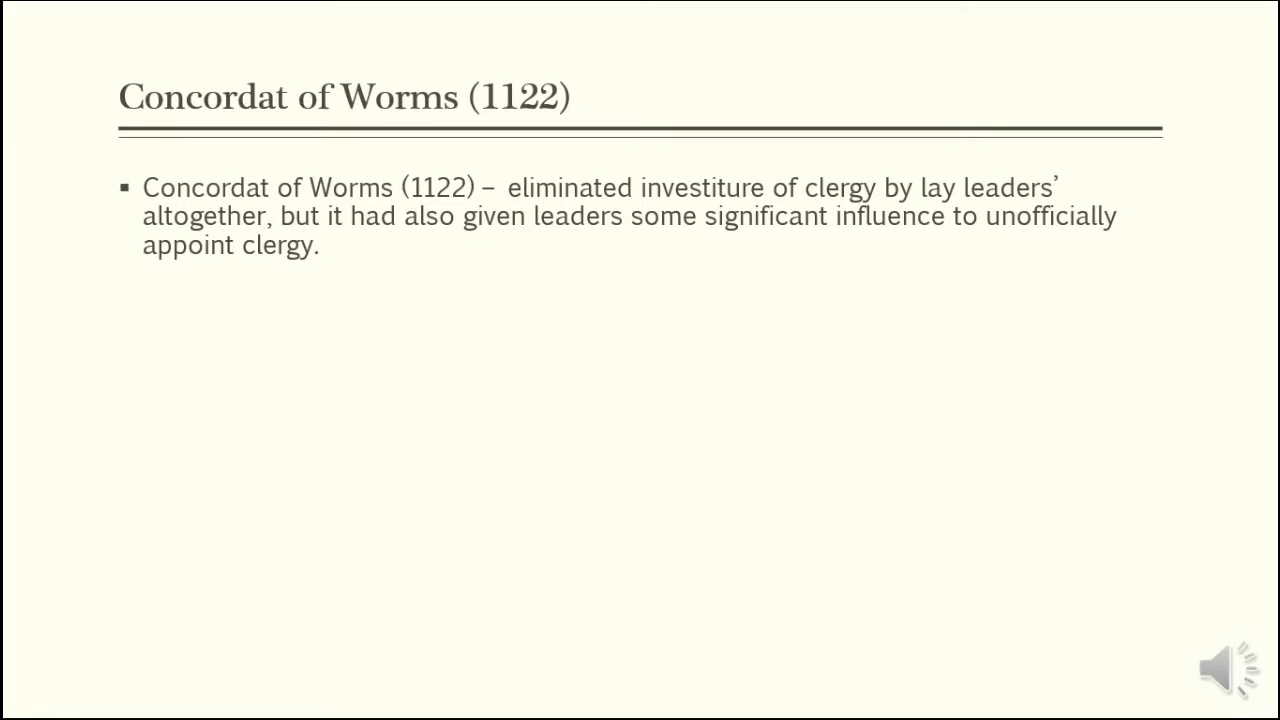 Concordat of Worms (1122)
▪ Concordat of Worms (1122) – eliminated investiture of clergy by lay leaders’
altogether, but it had also given leaders some significant influence to unofficially
appoint clergy.